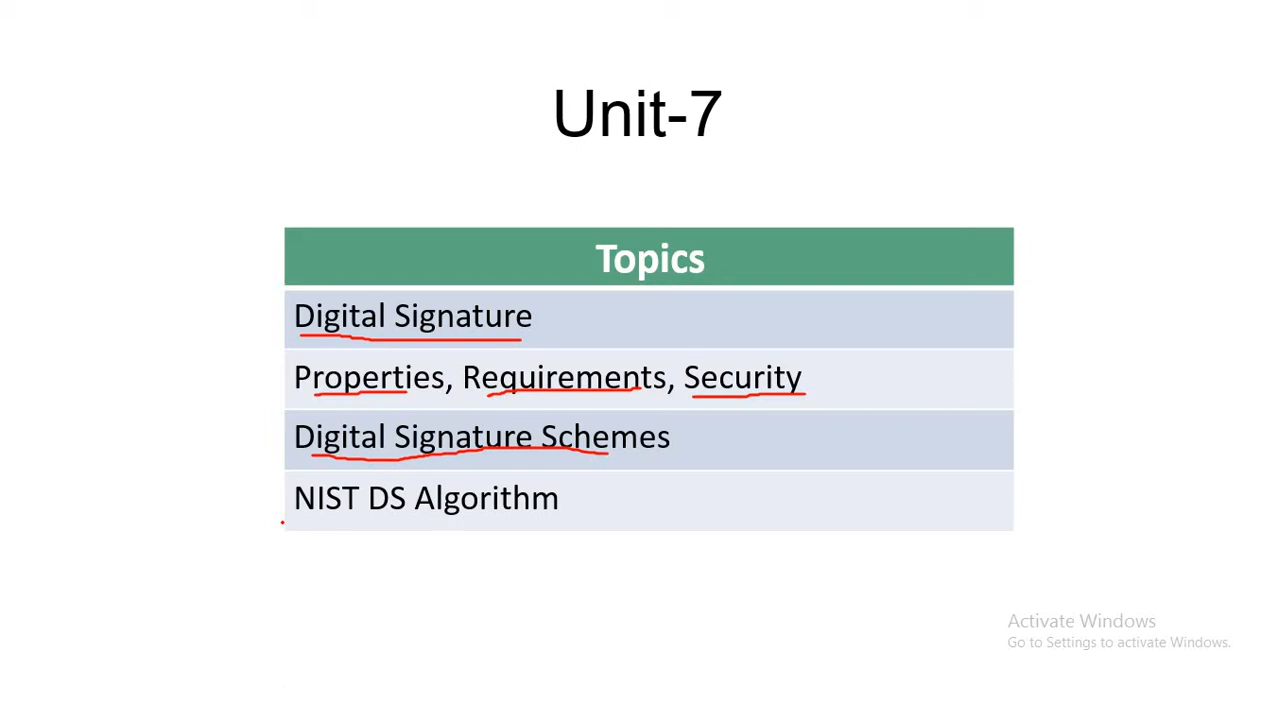 Unit-7
Topics
Digital Signature
Properties, Requirements, Security
Digital Signature Schemes
NIST DS Algorithm
Activate Windows
Go to Settings to activate Windows.